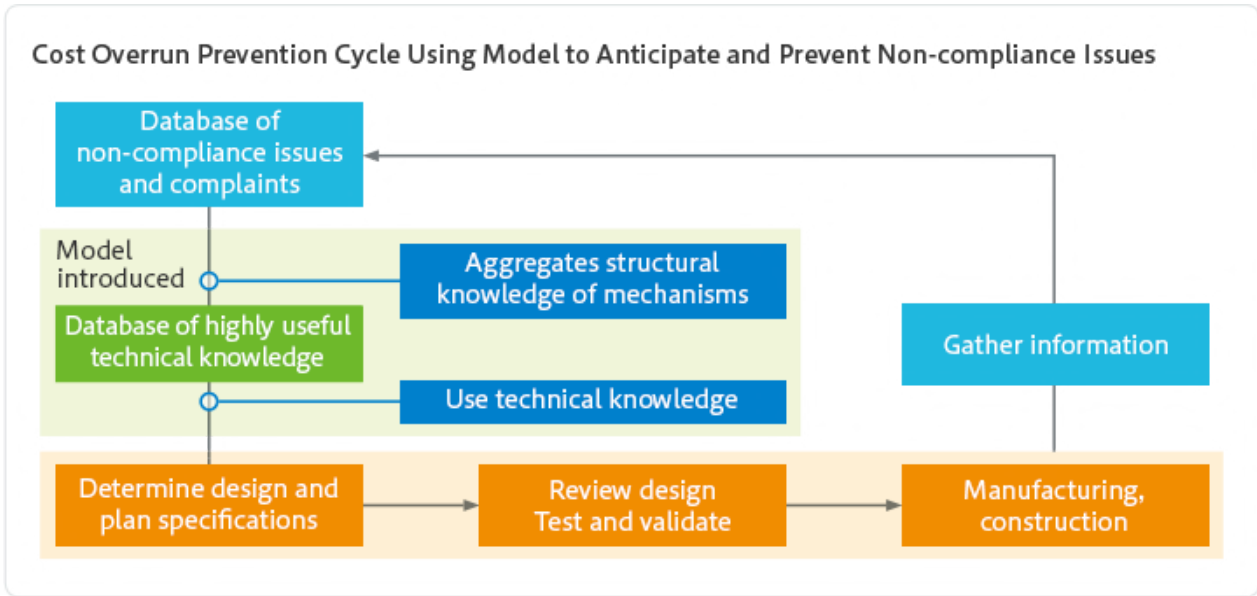 Cost Overrun Prevention Cycle Using Model to Anticipate and Prevent Non-compliance Issues
Database of
non-compliance issues
and complaints
Model
introduced
Aggregates structural
knowledge of mechanisms
Database of highly useful
technical knowledge
Gather information
Use technical knowledge
Determine design and
plan specifications
Review design
Test and validate
Manufacturing,
construction